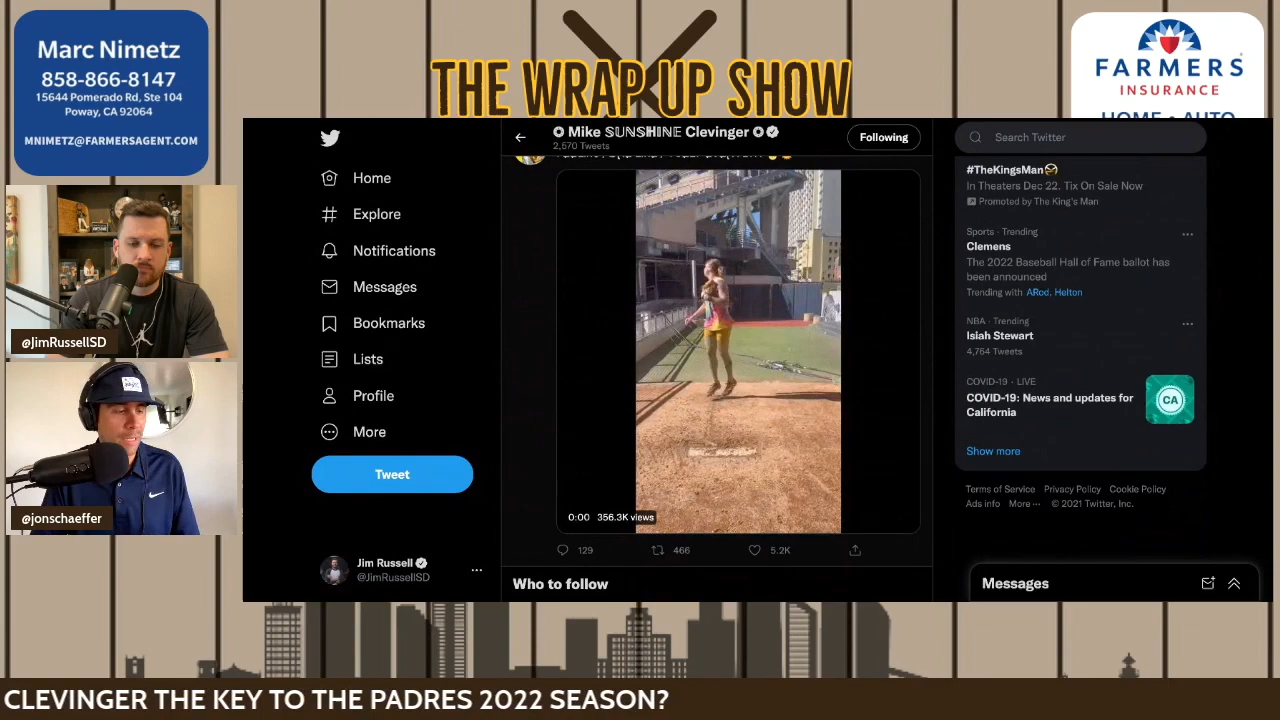 Marc Nimetz
858-866-8147
15644 Pomerado Rd, Ste 104
Poway, CA 92064
MNIMETZ@FARMERSAGENT.COM
THE WRAP UP SHOW
FARMERS
INSURANCE
HOME • AUTO
@JimRussellSD
@jonschaeffer
Home
Explore
Notifications
Messages
Bookmarks
Lists
Profile
More
Tweet
Jim Russell
@JimRussellSD
Mike SUNSHINE Clevinger
2,570 Tweets
Following
0:00 356.3K views
129 466 5.2K
Who to follow
Search Twitter
#TheKingsMan
In Theaters Dec 22. Tix On Sale Now
Promoted by The King's Man
Sports · Trending
Clemens
The 2022 Baseball Hall of Fame ballot has
been announced
Trending with ARod, Helton
NBA · Trending
Isiah Stewart
4,764 Tweets
COVID-19 · LIVE
COVID-19: News and updates for
California
CA
Show more
Terms of Service Privacy Policy Cookie Policy
Ads info More ··· © 2021 Twitter, Inc.
Messages
CLEVINGER THE KEY TO THE PADRES 2022 SEASON?